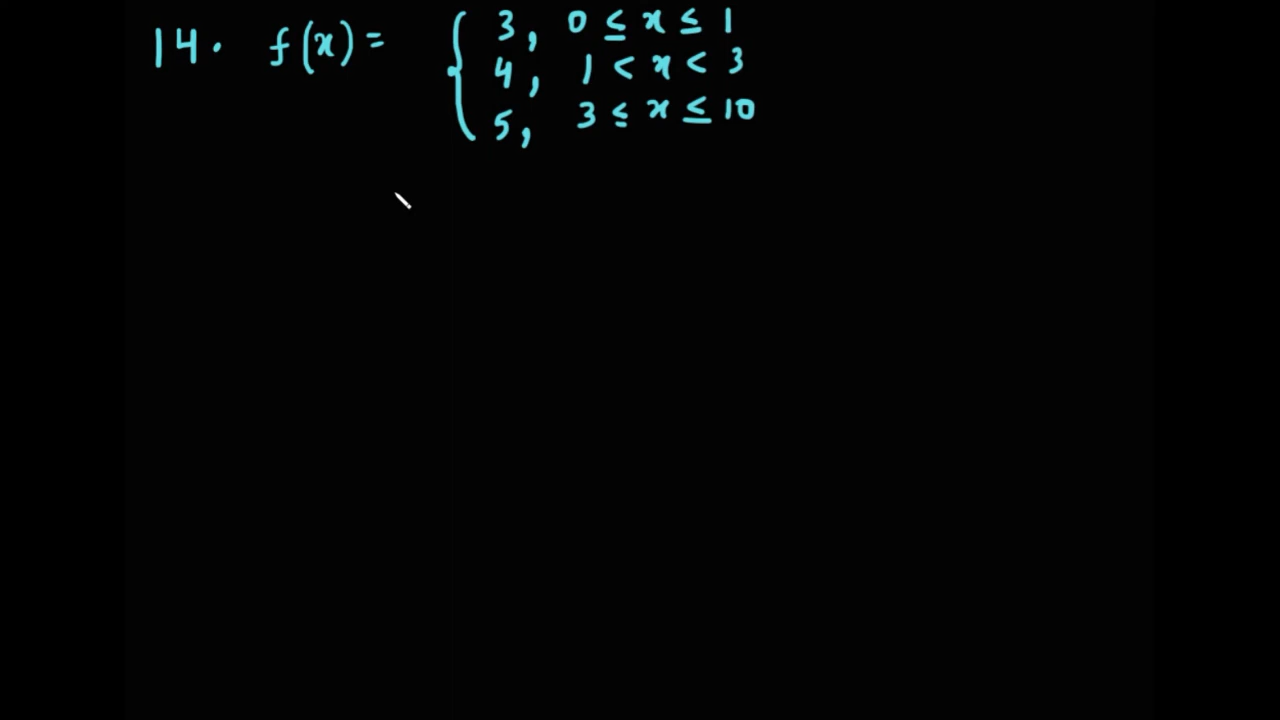 14. f(x) = { 3, 0 ≤ x ≤ 1
4, 1 < x < 3
5, 3 ≤ x ≤ 10